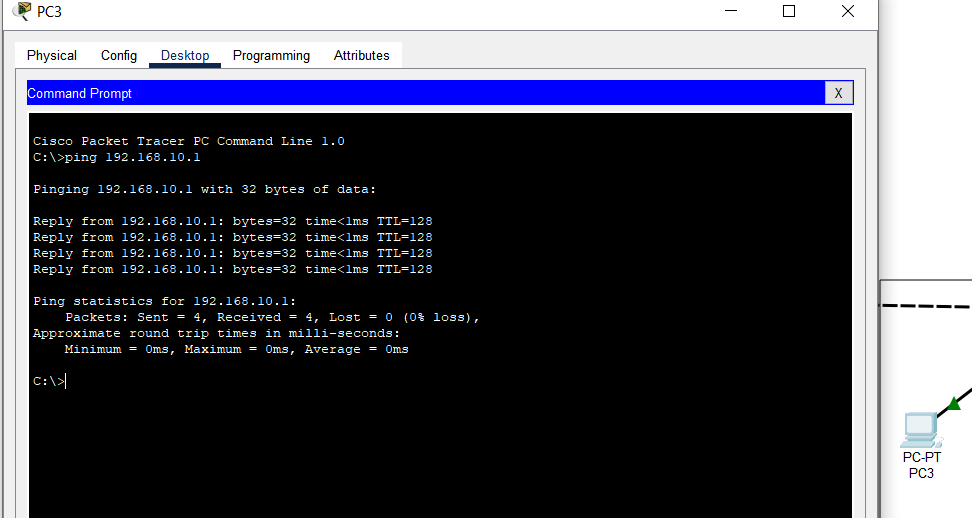 PC3
Physical Config Desktop Programming Attributes
Command Prompt
X
Cisco Packet Tracer PC Command Line 1.0
C:\>ping 192.168.10.1
Pinging 192.168.10.1 with 32 bytes of data:
Reply from 192.168.10.1: bytes=32 time<1ms TTL=128
Reply from 192.168.10.1: bytes=32 time<1ms TTL=128
Reply from 192.168.10.1: bytes=32 time<1ms TTL=128
Reply from 192.168.10.1: bytes=32 time<1ms TTL=128
Ping statistics for 192.168.10.1:
Packets: Sent = 4, Received = 4, Lost = 0 (0% loss),
Approximate round trip times in milli-seconds:
Minimum = 0ms, Maximum = 0ms, Average = 0ms
C:\>
PC-PT
PC3